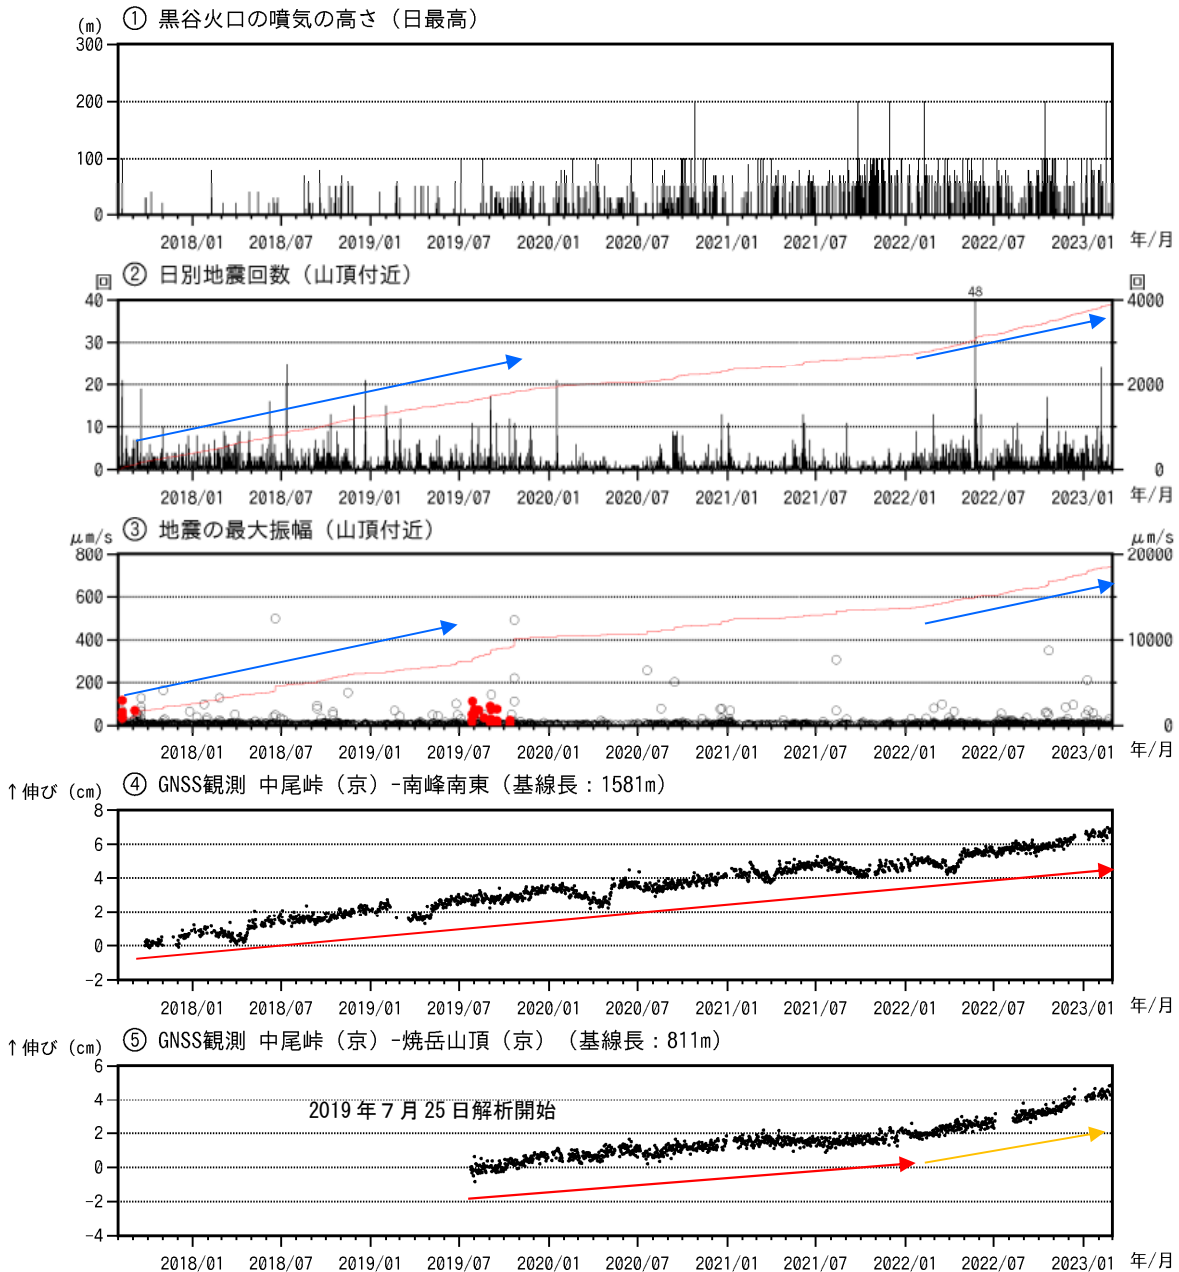 ① 黒谷火口の噴気の高さ（日最高）
(m)
300
200
100
0
2018/01 2018/07 2019/01 2019/07 2020/01 2020/07 2021/01 2021/07 2022/01 2022/07 2023/01 年/月
② 日別地震回数（山頂付近）
回 回
48
40 4000
30
20 2000
10
0 0
2018/01 2018/07 2019/01 2019/07 2020/01 2020/07 2021/01 2021/07 2022/01 2022/07 2023/01 年/月
③ 地震の最大振幅（山頂付近）
μm/s μm/s
800 20000
600
400 10000
200
0 0
2018/01 2018/07 2019/01 2019/07 2020/01 2020/07 2021/01 2021/07 2022/01 2022/07 2023/01 年/月
④ GNSS観測 中尾峠（京）-南峰南東（基線長：1581m）
↑伸び（cm）
8
6
4
2
0
-2
2018/01 2018/07 2019/01 2019/07 2020/01 2020/07 2021/01 2021/07 2022/01 2022/07 2023/01 年/月
⑤ GNSS観測 中尾峠（京）-焼岳山頂（京）（基線長：811m）
↑伸び（cm）
6
4
2019 年７月 25 日解析開始
2
0
-2
-4
2018/01 2018/07 2019/01 2019/07 2020/01 2020/07 2021/01 2021/07 2022/01 2022/07 2023/01 年/月